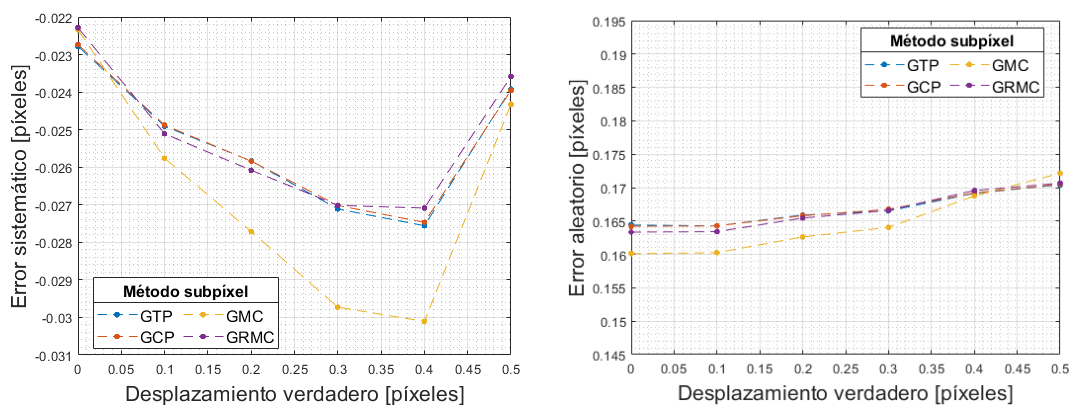 -0.022
-0.023
-0.024
-0.025
-0.026
-0.027
-0.028
-0.029
-0.03
-0.031
Error sistemático [píxeles]
Método subpíxel
GTP GMC
GCP GRMC
0 0.05 0.1 0.15 0.2 0.25 0.3 0.35 0.4 0.45 0.5
Desplazamiento verdadero [píxeles]
0.195
0.19
0.185
0.18
0.175
0.17
0.165
0.16
0.155
0.15
0.145
Error aleatorio [píxeles]
Método subpíxel
GTP GMC
GCP GRMC
0 0.05 0.1 0.15 0.2 0.25 0.3 0.35 0.4 0.45 0.5
Desplazamiento verdadero [píxeles]